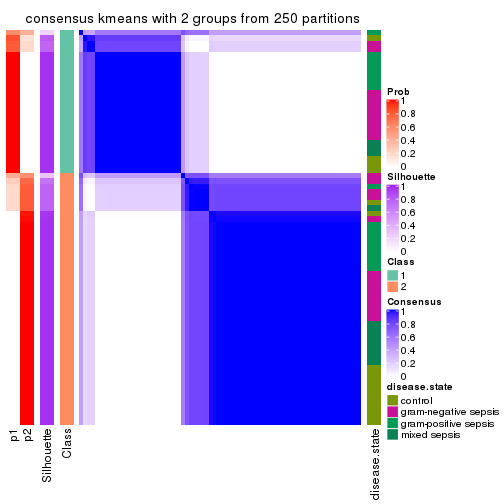 consensus kmeans with 2 groups from 250 partitions
Prob
1
0.8
0.6
0.4
0.2
0
Silhouette
1
0.8
0.6
0.4
0.2
0
Class
1
2
Consensus
1
0.8
0.6
0.4
0.2
0
disease.state
control
gram-negative sepsis
gram-positive sepsis
mixed sepsis
p1
p2
Silhouette
Class
disease.state